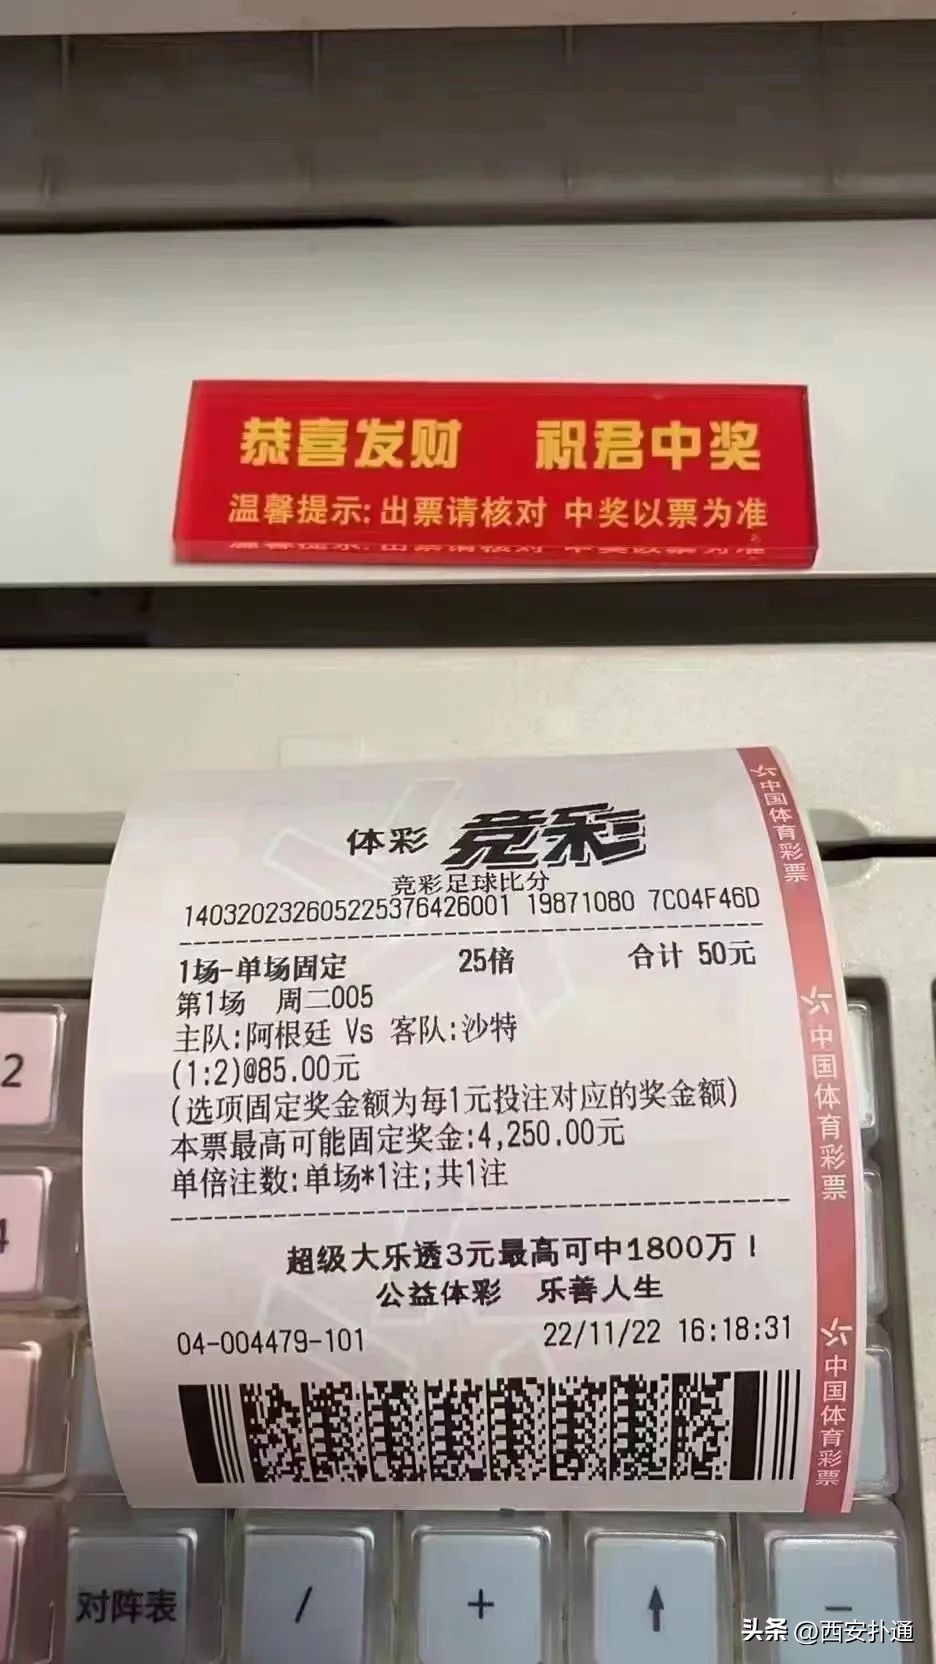 恭喜发财 祝君中奖
温馨提示:出票请核对 中奖以票为准
体彩 竞彩
竞彩足球比分
140320232605225376426001 19871080 7C04F46D
1场-单场固定 25倍 合计 50元
第1场 周二005
主队:阿根廷 Vs 客队:沙特
(1:2)@85.00元
(选项固定奖金额为每1元投注对应的奖金额)
本票最高可能固定奖金:4,250.00元
单倍注数:单场*1注;共1注
超级大乐透3元最高可中1800万!
公益体彩 乐善人生
04-004479-101 22/11/22 16:18:31
中国体育彩票
中国体育彩票
中国体育彩票
2
4
对阵表 / + ↑ -
头条 @西安扑通